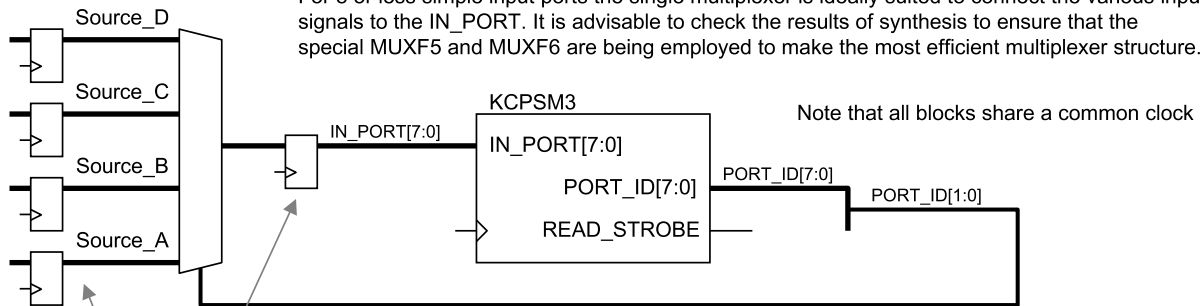 For 8 or less simple input ports the single multiplexer is ideally suited to connect the various input
signals to the IN_PORT. It is advisable to check the results of synthesis to ensure that the
special MUXF5 and MUXF6 are being employed to make the most efficient multiplexer structure.
Source_D
Source_C
Source_B
Source_A
IN_PORT[7:0]
KCPSM3
IN_PORT[7:0]
PORT_ID[7:0]
READ_STROBE
Note that all blocks share a common clock
PORT_ID[7:0]
PORT_ID[1:0]